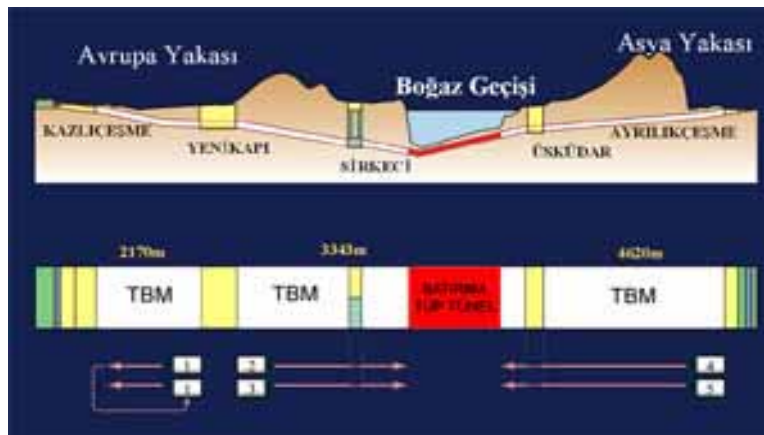 Avrupa Yakası
Asya Yakası
Boğaz Geçişi
KAZLIÇEŞME
YENİKAPI
SİRKECİ
ÜSKÜDAR
AYRILIKÇEŞME
2170m
3343m
4620m
TBM
TBM
BATIRMA
TÜP TÜNEL
TBM
1
2
4
1
3
5